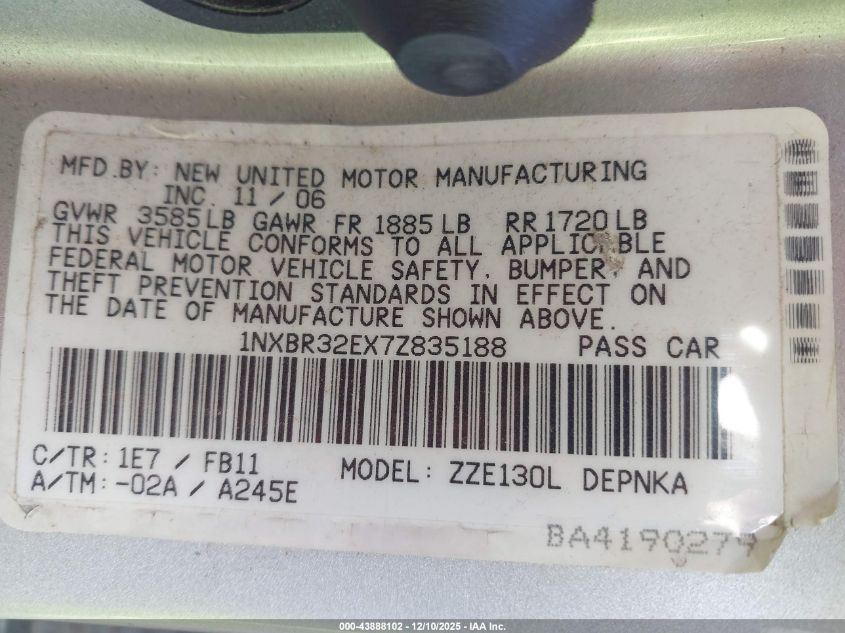 MFD.BY: NEW UNITED MOTOR MANUFACTURING
INC. 11 / 06
GVWR 3585LB GAWR FR 1885 LB RR 1720 LB
THIS VEHICLE CONFORMS TO ALL APPLICABLE
FEDERAL MOTOR VEHICLE SAFETY, BUMPER, AND
THEFT PREVENTION STANDARDS IN EFFECT ON
THE DATE OF MANUFACTURE SHOWN ABOVE.
1NXBR32EX7Z835188 PASS CAR
C/TR: 1E7 / FB11 MODEL: ZZE130L DEPNKA
A/TM: -02A / A245E
BA4190279
000-43888102 - 12/10/2025 - IAA Inc.